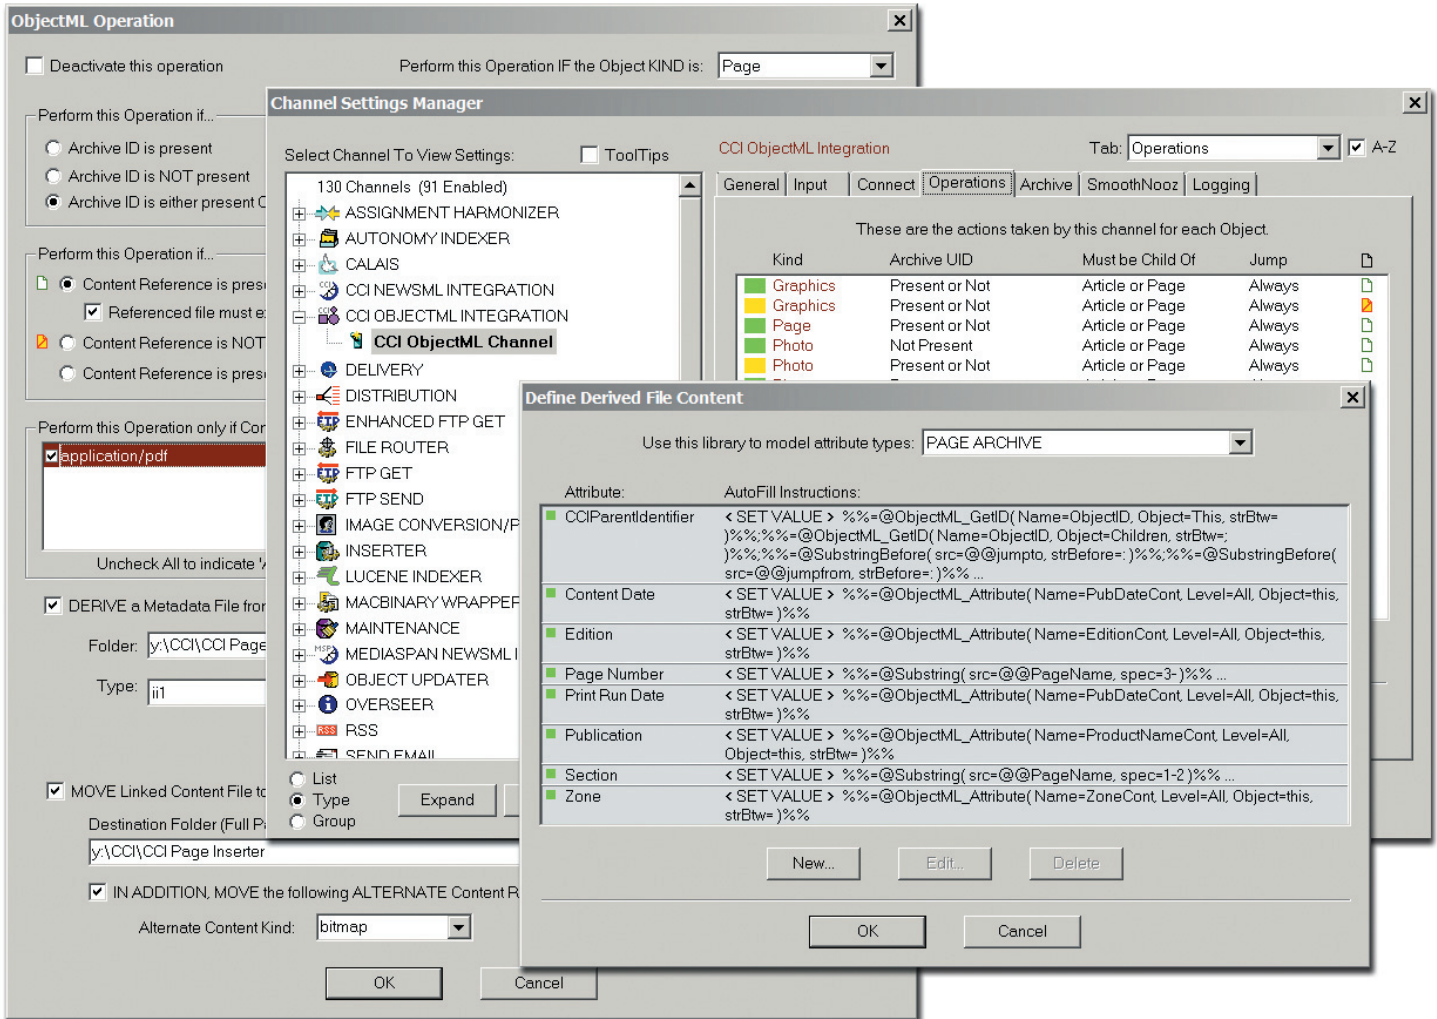 ObjectML Operation
Deactivate this operation
Perform this Operation IF the Object KIND is:
Page
Perform this Operation if...
Archive ID is present
Archive ID is NOT present
Archive ID is either present
Perform this Operation if...
Content Reference is
Referenced file must
Content Reference is NOT
Content Reference is
Perform this Operation only if
application/pdf
Uncheck All to indicate
DERIVE a Metadata File
Folder:
y:\CCI\CCI Page
Type:
ii1
MOVE Linked Content File to
Destination Folder (Full
y:\CCI\CCI Page Inserter
IN ADDITION, MOVE the following ALTERNATE Content
Alternate Content Kind:
bitmap
OK
Cancel
Channel Settings Manager
Select Channel To View Settings:
ToolTips
130 Channels (91 Enabled)
ASSIGNMENT HARMONIZER
AUTONOMY INDEXER
CALAIS
CCI NEWSML INTEGRATION
CCI OBJECTML INTEGRATION
CCI ObjectML Channel
DELIVERY
DISTRIBUTION
ENHANCED FTP GET
FILE ROUTER
FTP GET
FTP SEND
IMAGE CONVERSION/P
INSERTER
LUCENE INDEXER
MACBINARY WRAPPER
MAINTENANCE
MEDIASPAN NEWSML I
OBJECT UPDATER
OVERSEER
RSS
SEND EMAIL
List
Type
Group
Expand
CCI ObjectML Integration
Tab:
Operations
A-Z
General Input Connect Operations Archive SmoothNooz Logging
These are the actions taken by this channel for each Object.
Kind Archive UID Must be Child Of Jump
Graphics Present or Not Article or Page Always
Graphics Present or Not Article or Page Always
Page Present or Not Article or Page Always
Photo Not Present Article or Page Always
Photo Present or Not Article or Page Always
Define Derived File Content
Use this library to model attribute types:
PAGE ARCHIVE
Attribute: AutoFill Instructions:
CCIParentIdentifier < SET VALUE > %%=@ObjectML_GetID( Name=ObjectID, Object=This, strBtw=
)%%;%%=@ObjectML_GetID( Name=ObjectID, Object=Children, strBtw=;
)%%;%%=@SubstringBefore( src=@@jumpto, strBefore=: )%%;%%=@SubstringBefore(
src=@@jumpfrom, strBefore=: )%% ...
Content Date < SET VALUE > %%=@ObjectML_Attribute( Name=PubDateCont, Level=All, Object=this,
strBtw= )%%
Edition < SET VALUE > %%=@ObjectML_Attribute( Name=EditionCont, Level=All, Object=this,
strBtw= )%%
Page Number < SET VALUE > %%=@Substring( src=@@PageName, spec=3- )%% ...
Print Run Date < SET VALUE > %%=@ObjectML_Attribute( Name=PubDateCont, Level=All, Object=this,
strBtw= )%%
Publication < SET VALUE > %%=@ObjectML_Attribute( Name=ProductNameCont, Level=All,
Object=this, strBtw= )%%
Section < SET VALUE > %%=@Substring( src=@@PageName, spec=1-2 )%% ...
Zone < SET VALUE > %%=@ObjectML_Attribute( Name=ZoneCont, Level=All, Object=this,
strBtw= )%%
New...
Edit...
Delete
OK
Cancel